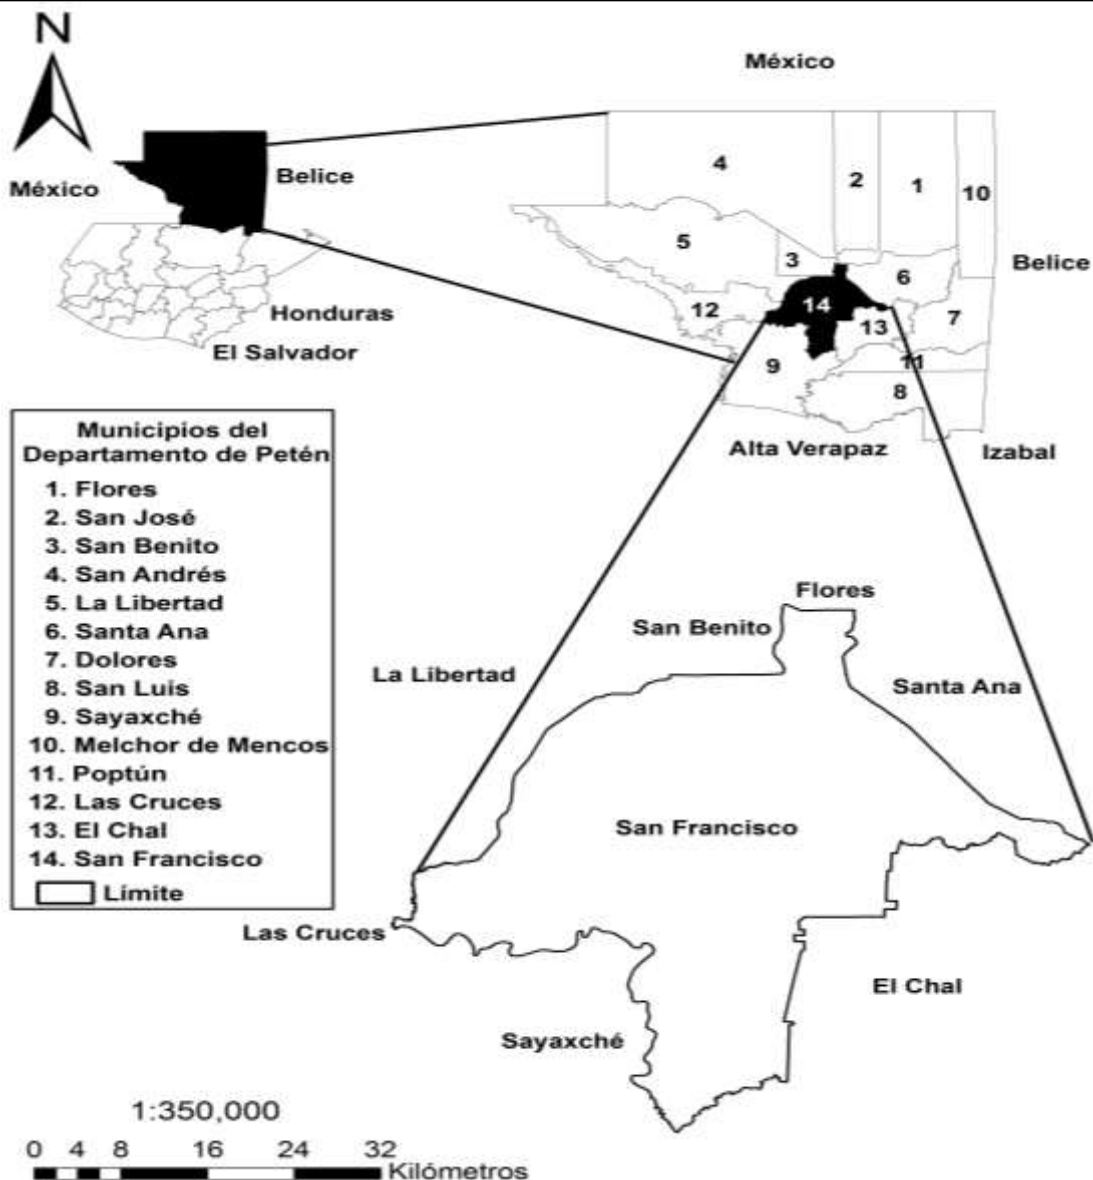 N
México
México
Belice
Honduras
El Salvador
4
2
1
10
5
3
6
Belice
12
14
13
7
9
11
8
Alta Verapaz
Izabal
Municipios del
Departamento de Petén
1. Flores
2. San José
3. San Benito
4. San Andrés
5. La Libertad
6. Santa Ana
7. Dolores
8. San Luis
9. Sayaxché
10. Melchor de Mencos
11. Poptún
12. Las Cruces
13. El Chal
14. San Francisco
Límite
Flores
San Benito
La Libertad
Santa Ana
San Francisco
Las Cruces
El Chal
Sayaxché
1:350,000
0 4 8 16 24 32
Kilómetros